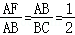 AF/AB = AB/BC = 1/2